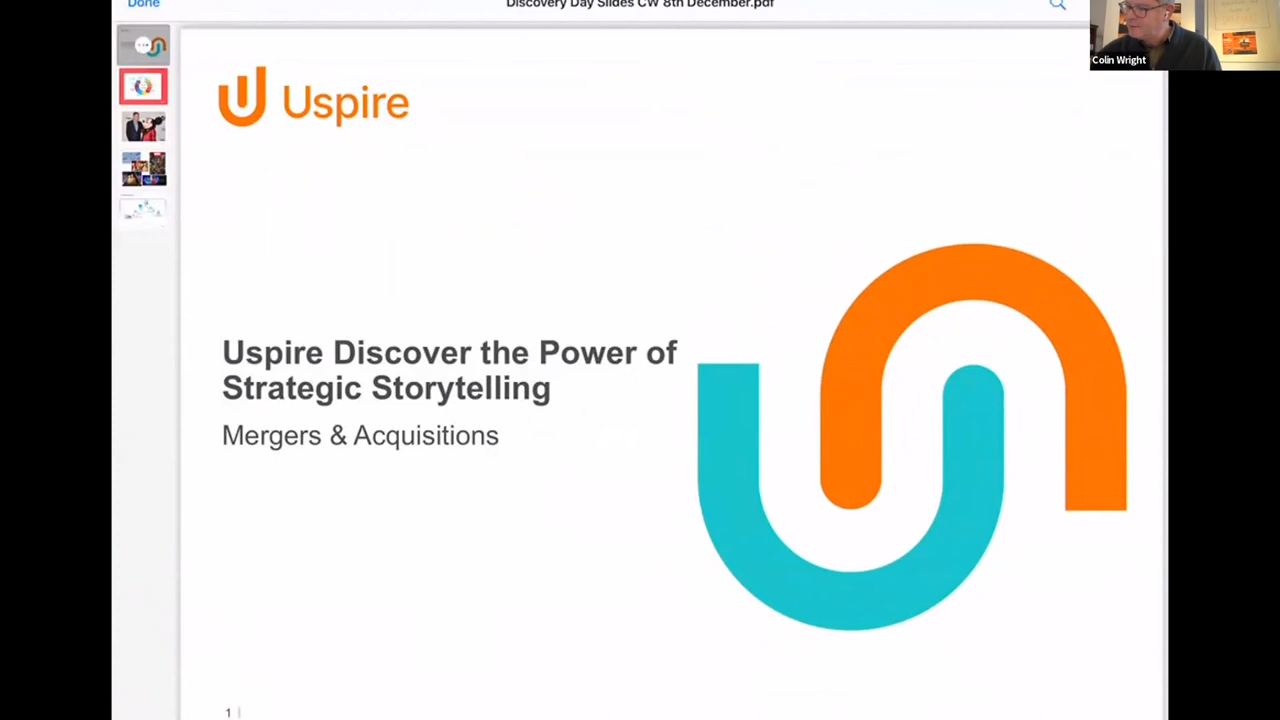 Done
Discovery Day Slides CW 8th December.pdf
Colin Wright
Uspire
Uspire Discover the Power of
Strategic Storytelling
Mergers & Acquisitions
1 |